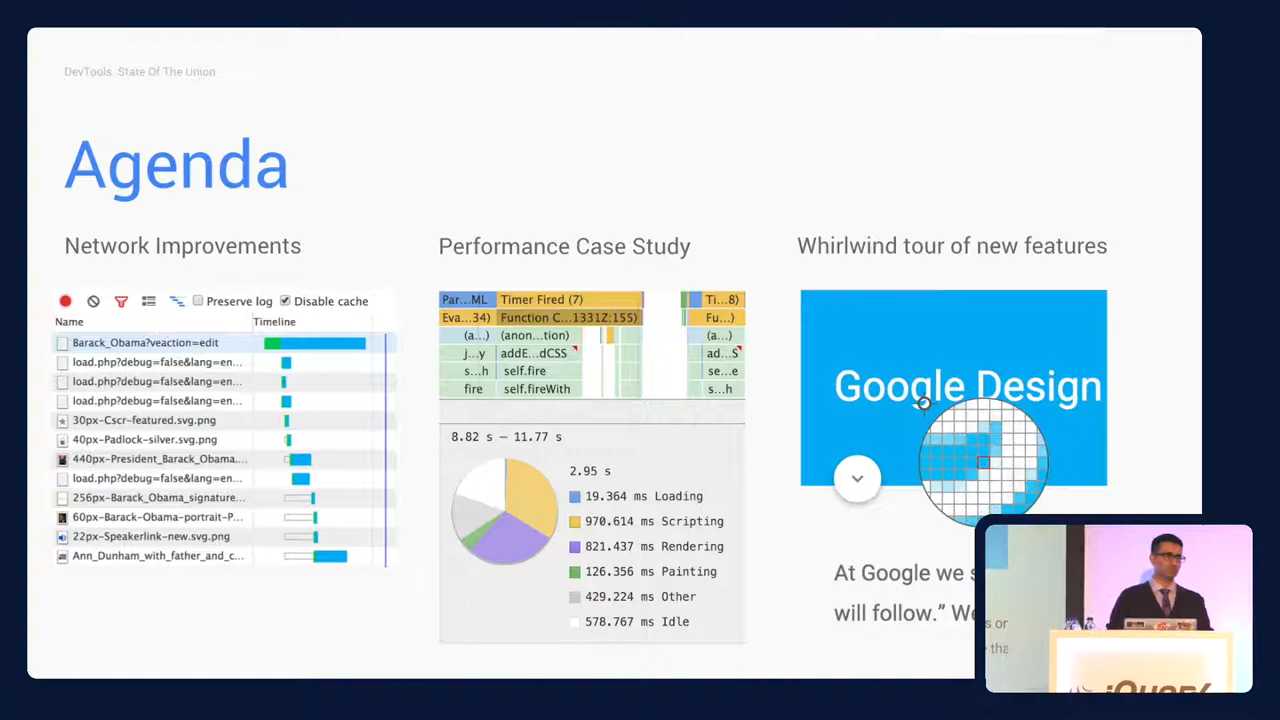 DevTools. State Of The Union
Agenda
Network Improvements
Preserve log
Disable cache
Name
Timeline
Barack_Obama?veaction=edit
load.php?debug=false&lang=en...
load.php?debug=false&lang=en...
load.php?debug=false&lang=en...
30px-Cscr-featured.svg.png
40px-Padlock-silver.svg.png
440px-President_Barack_Obama....
load.php?debug=false&lang=en...
256px-Barack_Obama_signature...
60px-Barack-Obama-portrait-P...
22px-Speakerlink-new.svg.png
Ann_Dunham_with_father_and_c...
Performance Case Study
Par...ML Timer Fired (7) Ti...8)
Eva...34) Function C...1331Z:155) Fu...)
(a...) (anon...tion) (a...)
j...y addE...dCSS ad...S
s...h self.fire se...e
fire self.fireWith s...h
8.82 s – 11.77 s
2.95 s
19.364 ms Loading
970.614 ms Scripting
821.437 ms Rendering
126.356 ms Painting
429.224 ms Other
578.767 ms Idle
Whirlwind tour of new features
Google Design
At Google we s
will follow.” We
s or
tha
jQuery